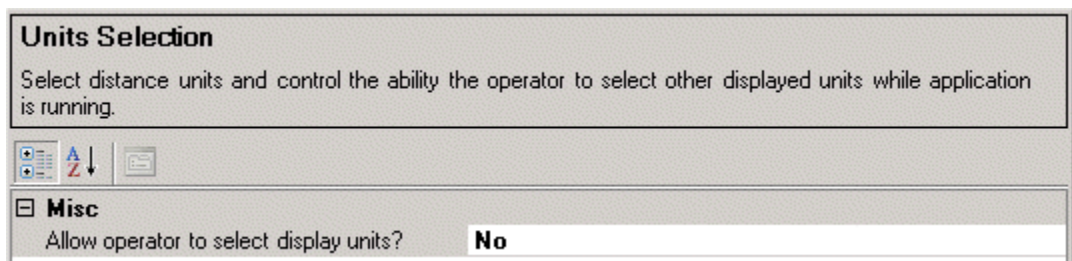 Units Selection
Select distance units and control the ability the operator to select other displayed units while application
is running.
A
Z
Misc
Allow operator to select display units? No